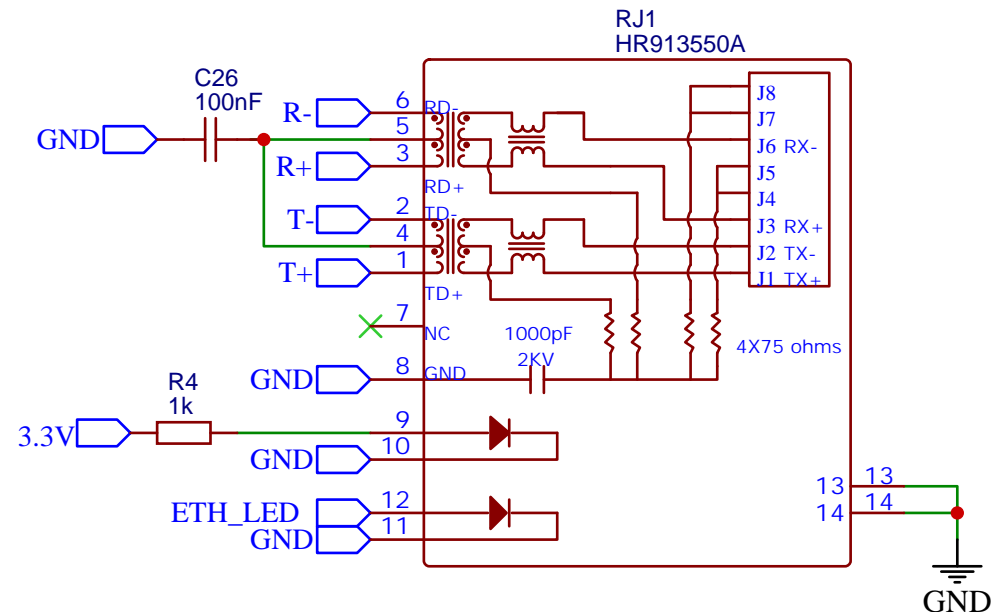 RJ1
HR913550A
C26
100nF
GND
R-
6
RD-
5
R+
3
RD+
T-
2
TD-
4
T+
1
TD+
7
NC
1000pF
2KV
4X75 ohms
GND
8
GND
R4
1k
3.3V
9
10
GND
ETH_LED
12
11
GND
J8
J7
J6 RX-
J5
J4
J3 RX+
J2 TX-
J1 TX+
13 13
14 14
GND